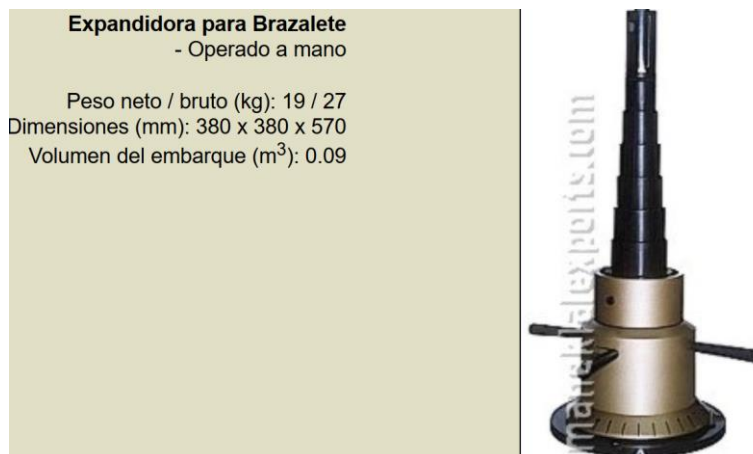 Expandidora para Brazalete
- Operado a mano
Peso neto / bruto (kg): 19 / 27
Dimensiones (mm): 380 x 380 x 570
Volumen del embarque (m³): 0.09